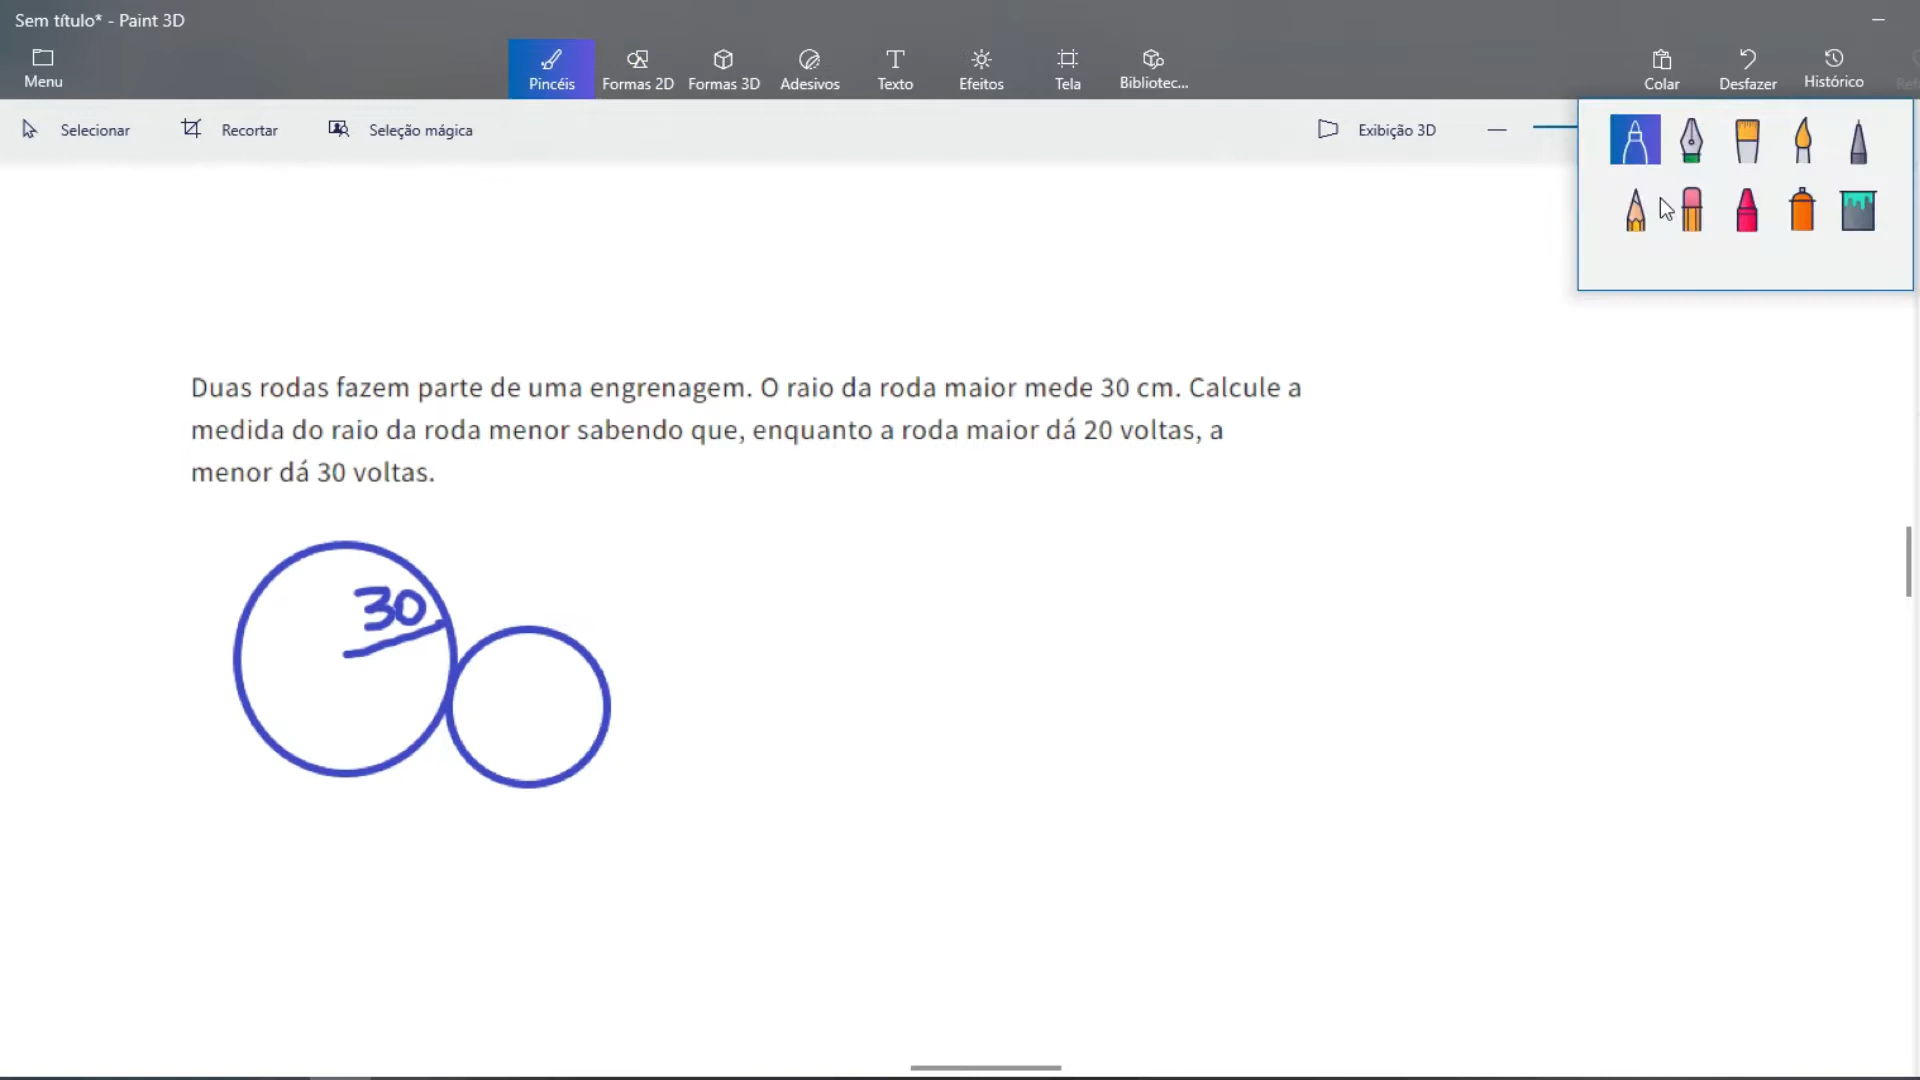 Sem título* - Paint 3D
Menu
Pincéis
Formas 2D
Formas 3D
Adesivos
Texto
Efeitos
Tela
Bibliotec...
Colar
Desfazer
Histórico
Selecionar
Recortar
Seleção mágica
Exibição 3D
Duas rodas fazem parte de uma engrenagem. O raio da roda maior mede 30 cm. Calcule a
medida do raio da roda menor sabendo que, enquanto a roda maior dá 20 voltas, a
menor dá 30 voltas.
30